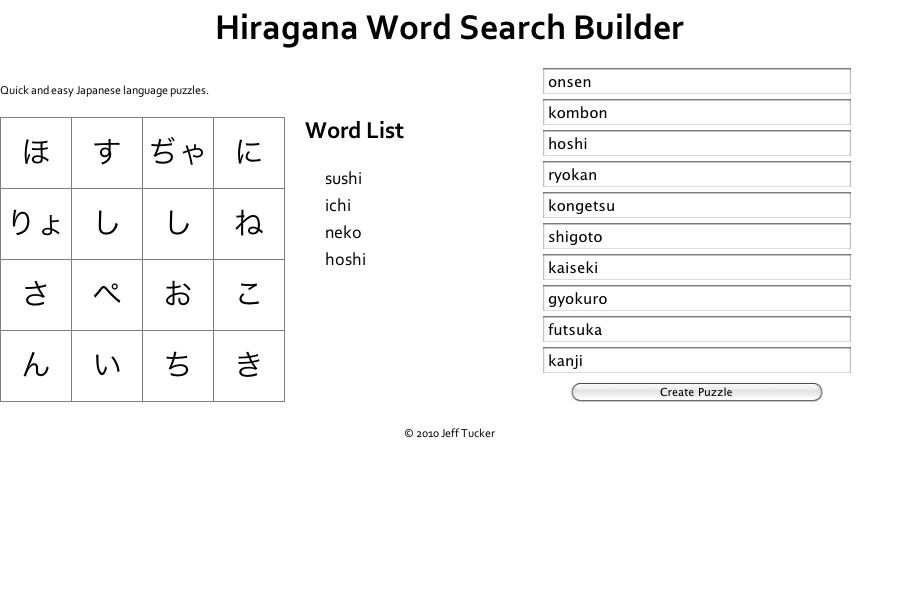 Hiragana Word Search Builder
Quick and easy Japanese language puzzles.
ほ す ぢゃ に
りょ し し ね
さ ぺ お こ
ん い ち き
Word List
sushi
ichi
neko
hoshi
onsen
kombon
hoshi
ryokan
kongetsu
shigoto
kaiseki
gyokuro
futsuka
kanji
Create Puzzle
© 2010 Jeff Tucker